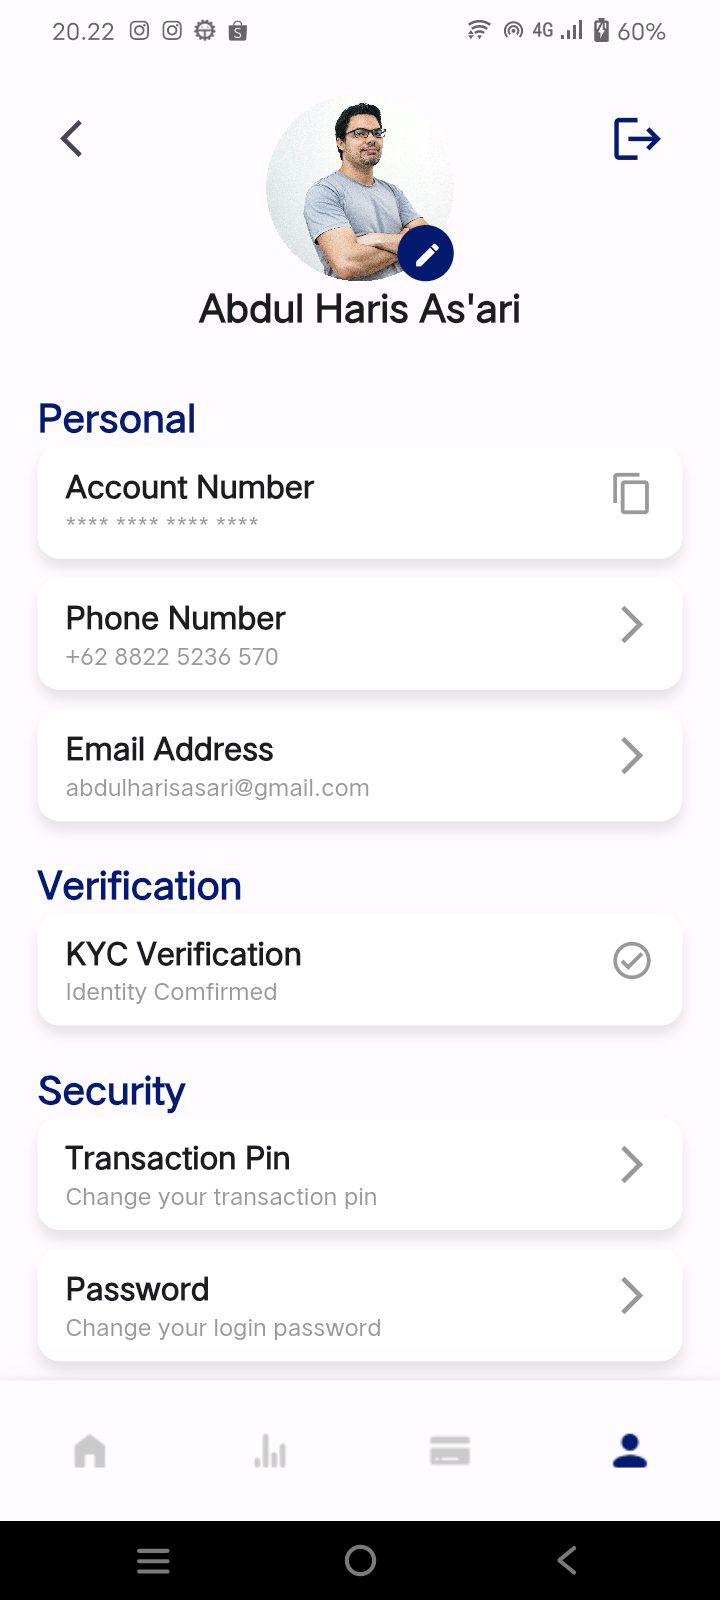 20.22 4G 60%
Abdul Haris As'ari
Personal
Account Number
**** **** **** ****
Phone Number
+62 8822 5236 570
Email Address
abdulharisasari@gmail.com
Verification
KYC Verification
Identity Comfirmed
Security
Transaction Pin
Change your transaction pin
Password
Change your login password